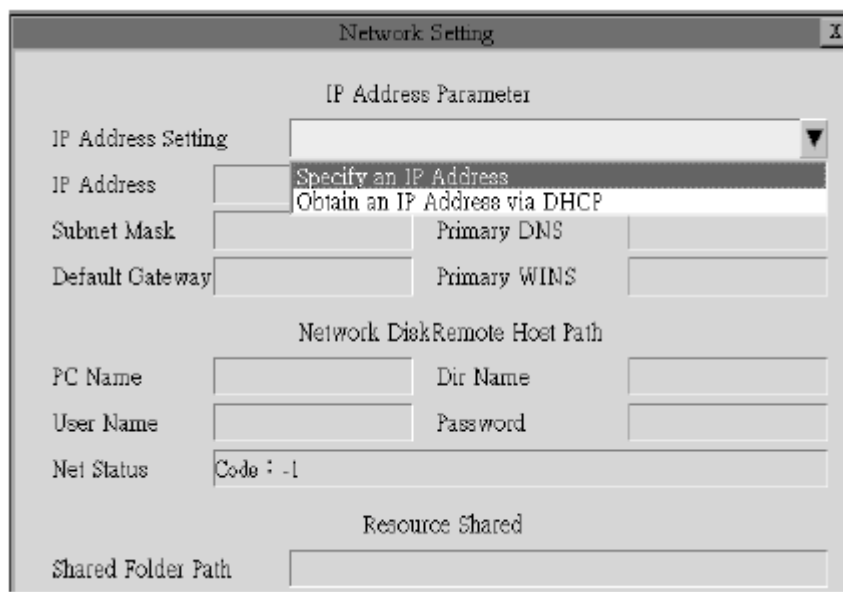 Network Setting X
IP Address Parameter
IP Address Setting
IP Address
Specify an IP Address
Obtain an IP Address via DHCP
Subnet Mask Primary DNS
Default Gateway Primary WINS
Network DiskRemote Host Path
PC Name Dir Name
User Name Password
Net Status Code : -1
Resource Shared
Shared Folder Path